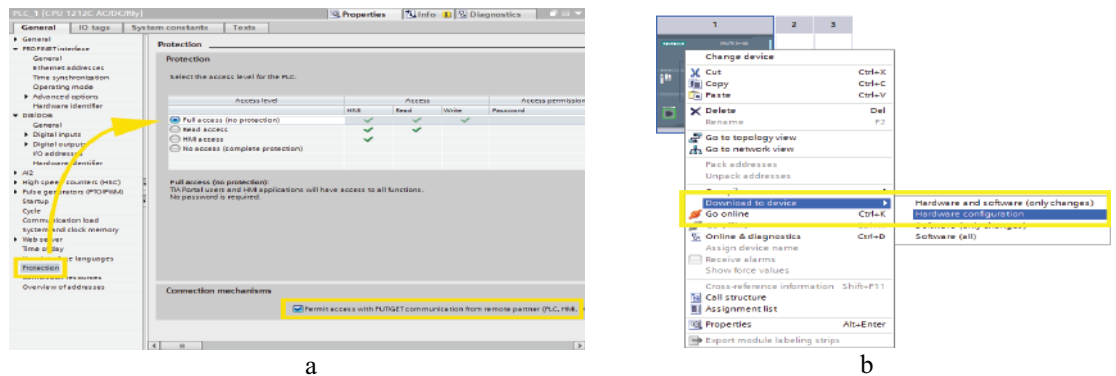 PLC_1 [CPU 1212C AC/DC/Rly]
Properties
Info
Diagnostics
General
IO tags
System constants
Texts
General
PROFINET interface
General
Ethernet addresses
Time synchronization
Operating mode
Advanced options
Hardware identifier
DI8/DO6
General
Digital inputs
Digital outputs
I/O addresses
Hardware identifier
AI2
High speed counters (HSC)
Pulse generators (PTO/PWM)
Startup
Cycle
Communication load
System and clock memory
Web server
Time of day
languages
Protection
Connection resources
Overview of addresses
Protection
Protection
Select the access level for the PLC.
Access level
Access
Access permission
HMI
Read
Write
Password
Full access (no protection)
Read access
HMI access
No access (complete protection)
Full access (no protection):
TIA Portal users and HMI applications will have access to all functions.
No password is required.
Connection mechanisms
Permit access with PUT/GET communication from remote partner (PLC, HMI,
a
1 2 3
Change device
Cut Ctrl+X
Copy Ctrl+C
Paste Ctrl+V
Delete Del
Rename F2
Go to topology view
Go to network view
Pack addresses
Unpack addresses
Compile
Download to device
Go online Ctrl+K
Online & diagnostics Ctrl+D
Assign device name
Receive alarms
Show force values
Cross-reference information Shift+F11
Call structure
Assignment list
Properties Alt+Enter
Export module labeling strips
Hardware and software (only changes)
Hardware configuration
Software (only changes)
Software (all)
b